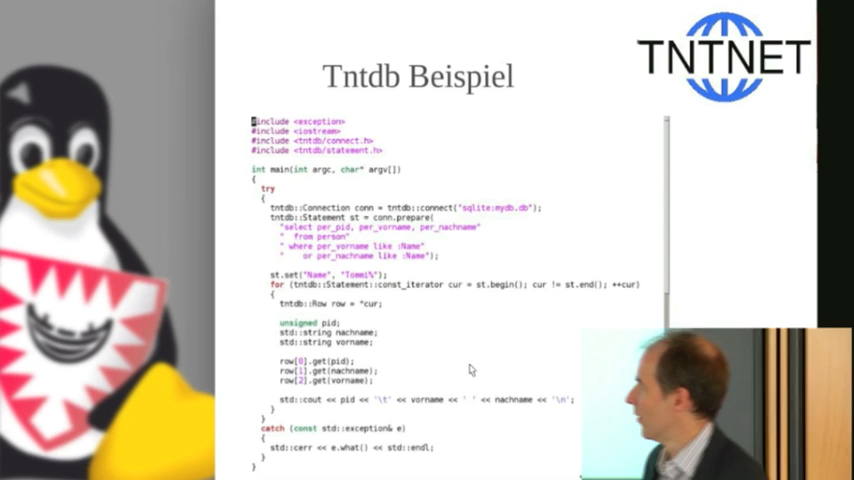 TNTNET
Tntdb Beispiel
#include <exception>
#include <iostream>
#include <tntdb/connect.h>
#include <tntdb/statement.h>
int main(int argc, char* argv[])
{
try
{
tntdb::Connection conn = tntdb::connect("sqlite:mydb.db");
tntdb::Statement st = conn.prepare(
"select per_pid, per_vorname, per_nachname"
" from person"
" where per_vorname like :Name"
" or per_nachname like :Name");
st.set("Name", "Tommi%");
for (tntdb::Statement::const_iterator cur = st.begin(); cur != st.end(); ++cur)
{
tntdb::Row row = *cur;
unsigned pid;
std::string nachname;
std::string vorname;
row[0].get(pid);
row[1].get(nachname);
row[2].get(vorname);
std::cout << pid << '\t' << vorname << ' ' << nachname << '\n';
}
}
catch (const std::exception& e)
{
std::cerr << e.what() << std::endl;
}
}